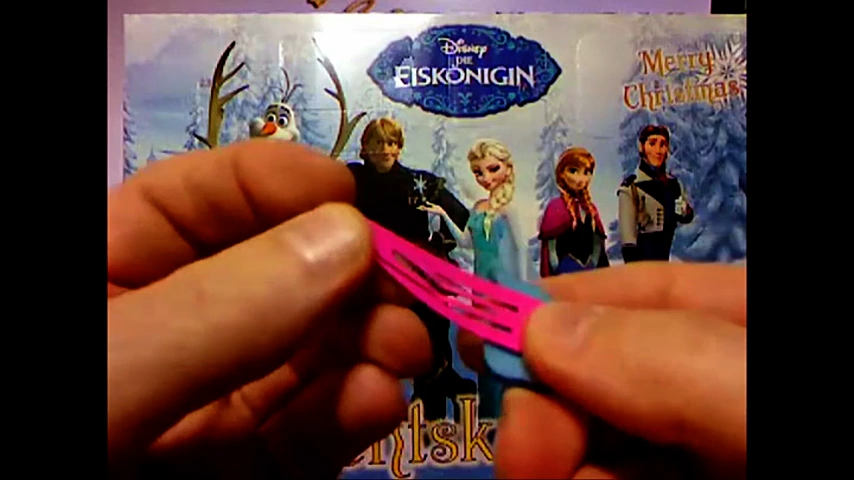 Disney
DIE
EISKÖNIGIN
Merry
Christmas